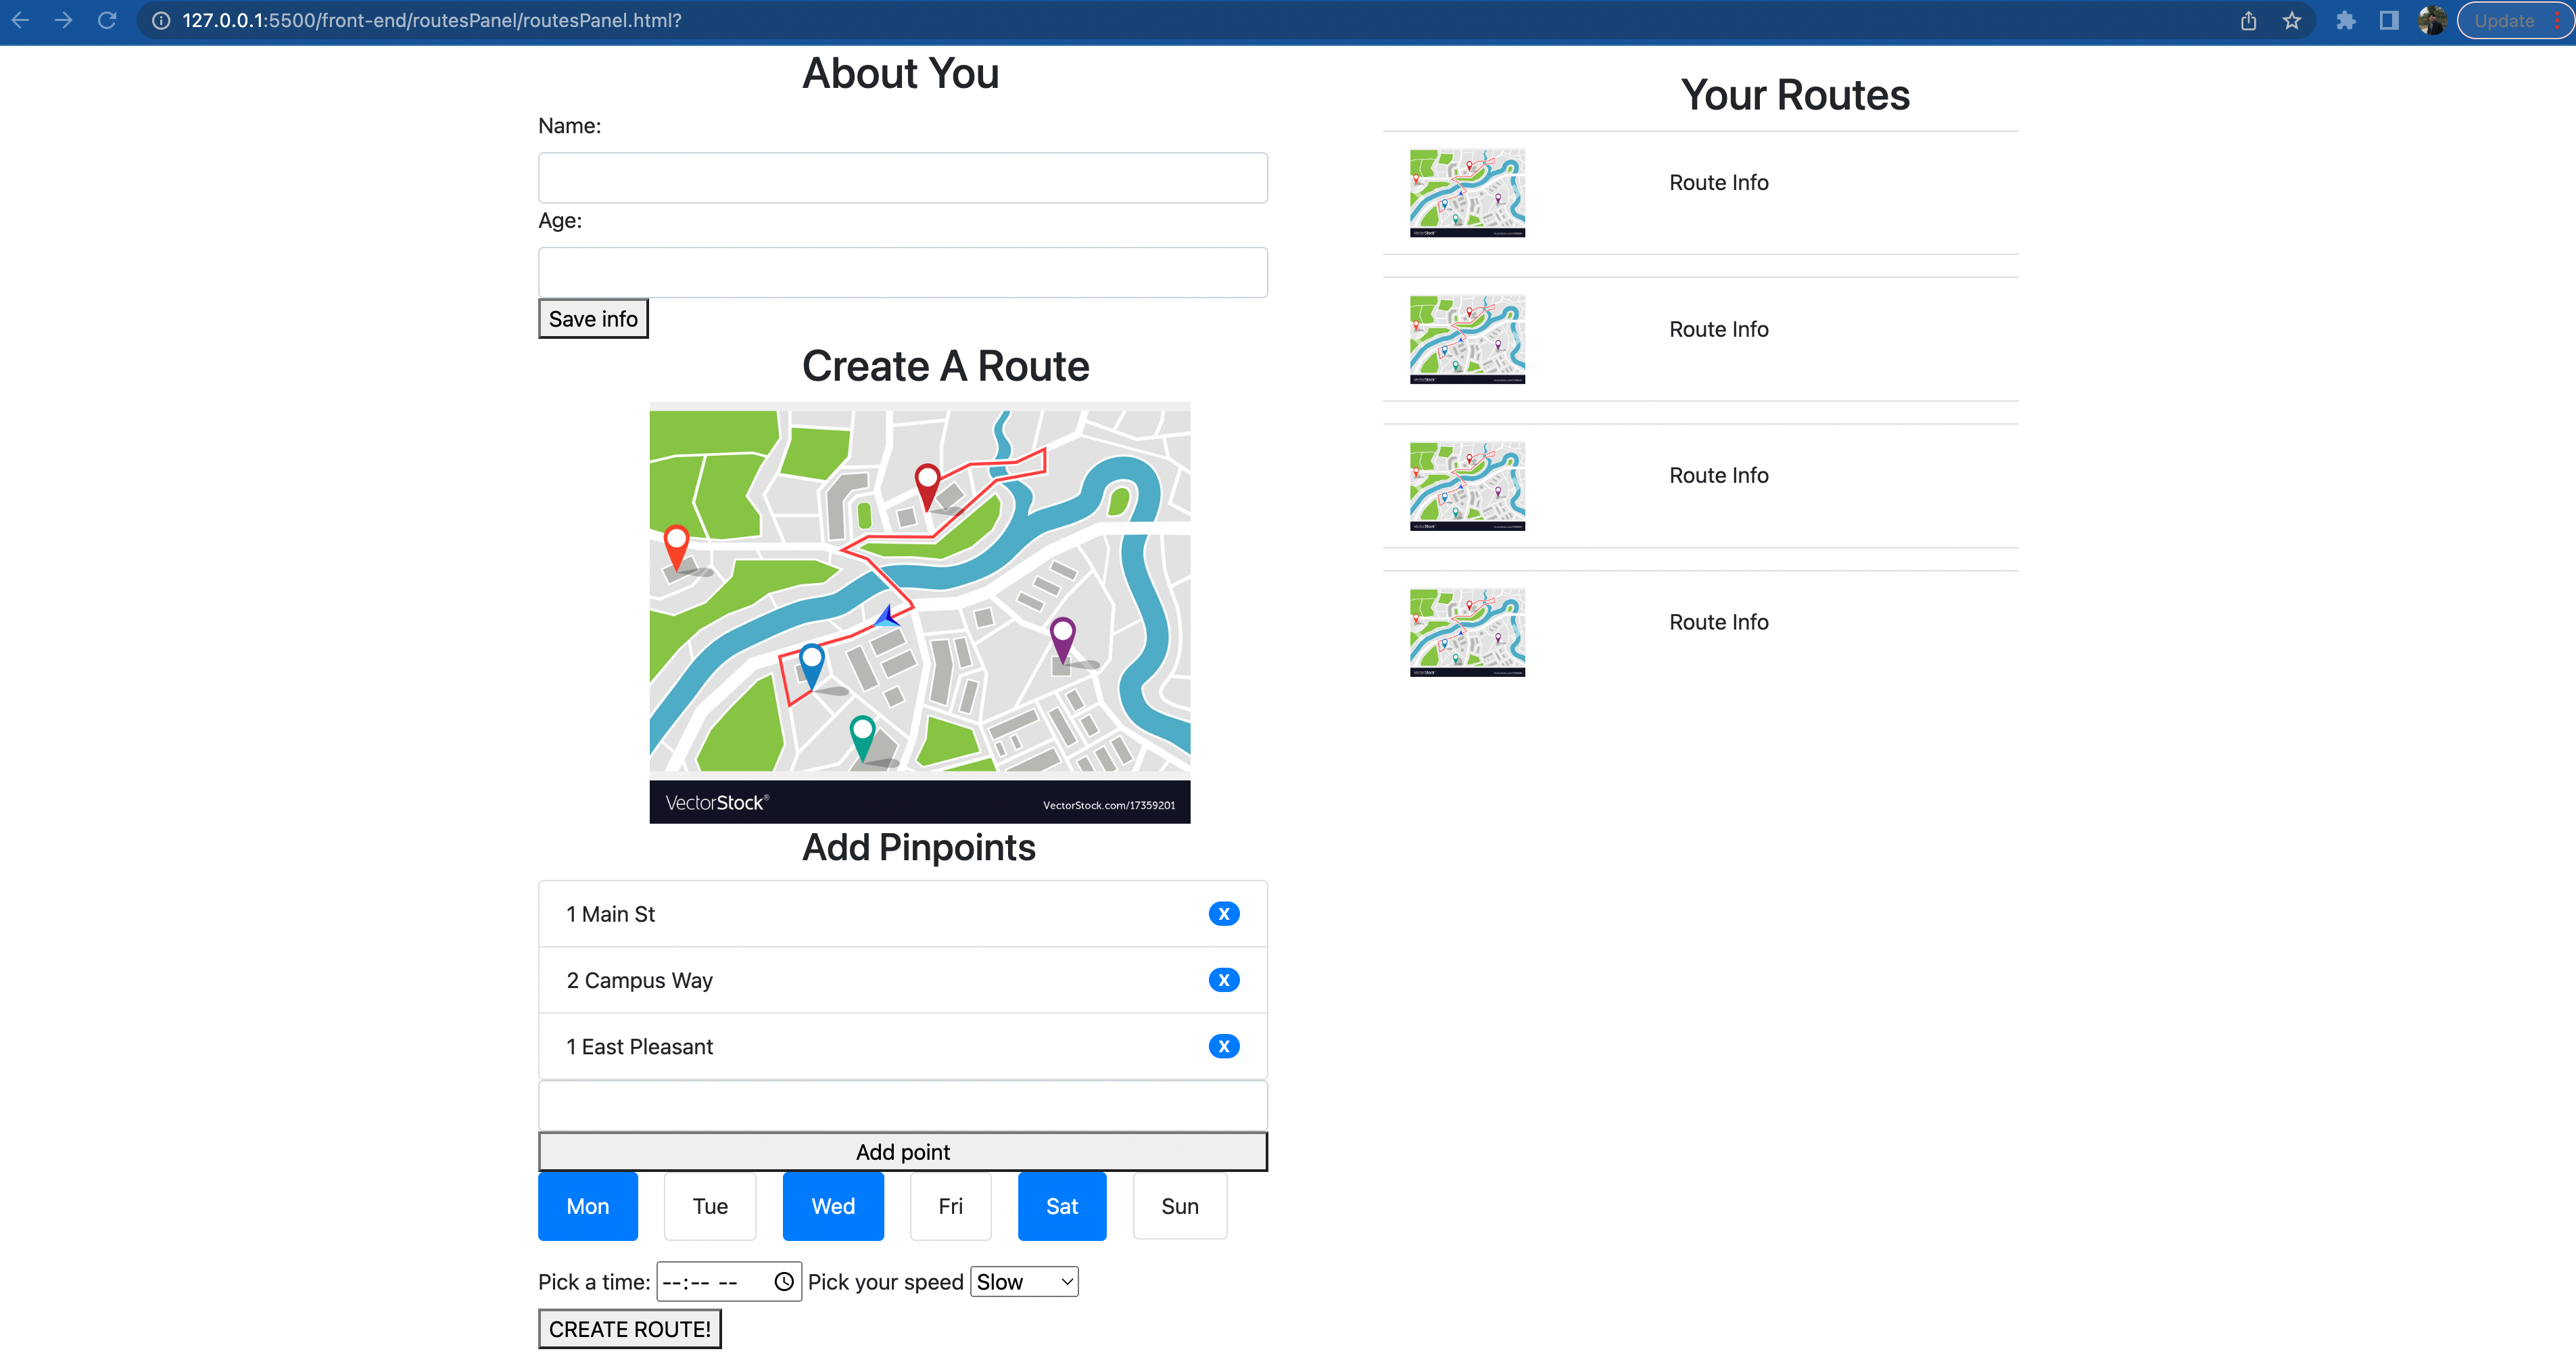 127.0.0.1:5500/front-end/routesPanel/routesPanel.html?
Update
About You
Name:
Age:
Save info
Create A Route
VectorStock®
VectorStock.com/17359201
Add Pinpoints
1 Main St
X
2 Campus Way
X
1 East Pleasant
X
Add point
Mon Tue Wed Fri Sat Sun
Pick a time: --:-- -- Pick your speed Slow
CREATE ROUTE!
Your Routes
Route Info
Route Info
Route Info
Route Info